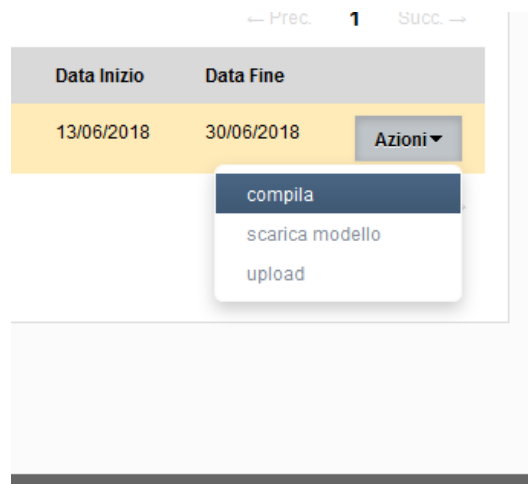 ← Prec. 1 Succ. →
Data Inizio Data Fine
13/06/2018 30/06/2018 Azioni
compila
scarica modello
upload